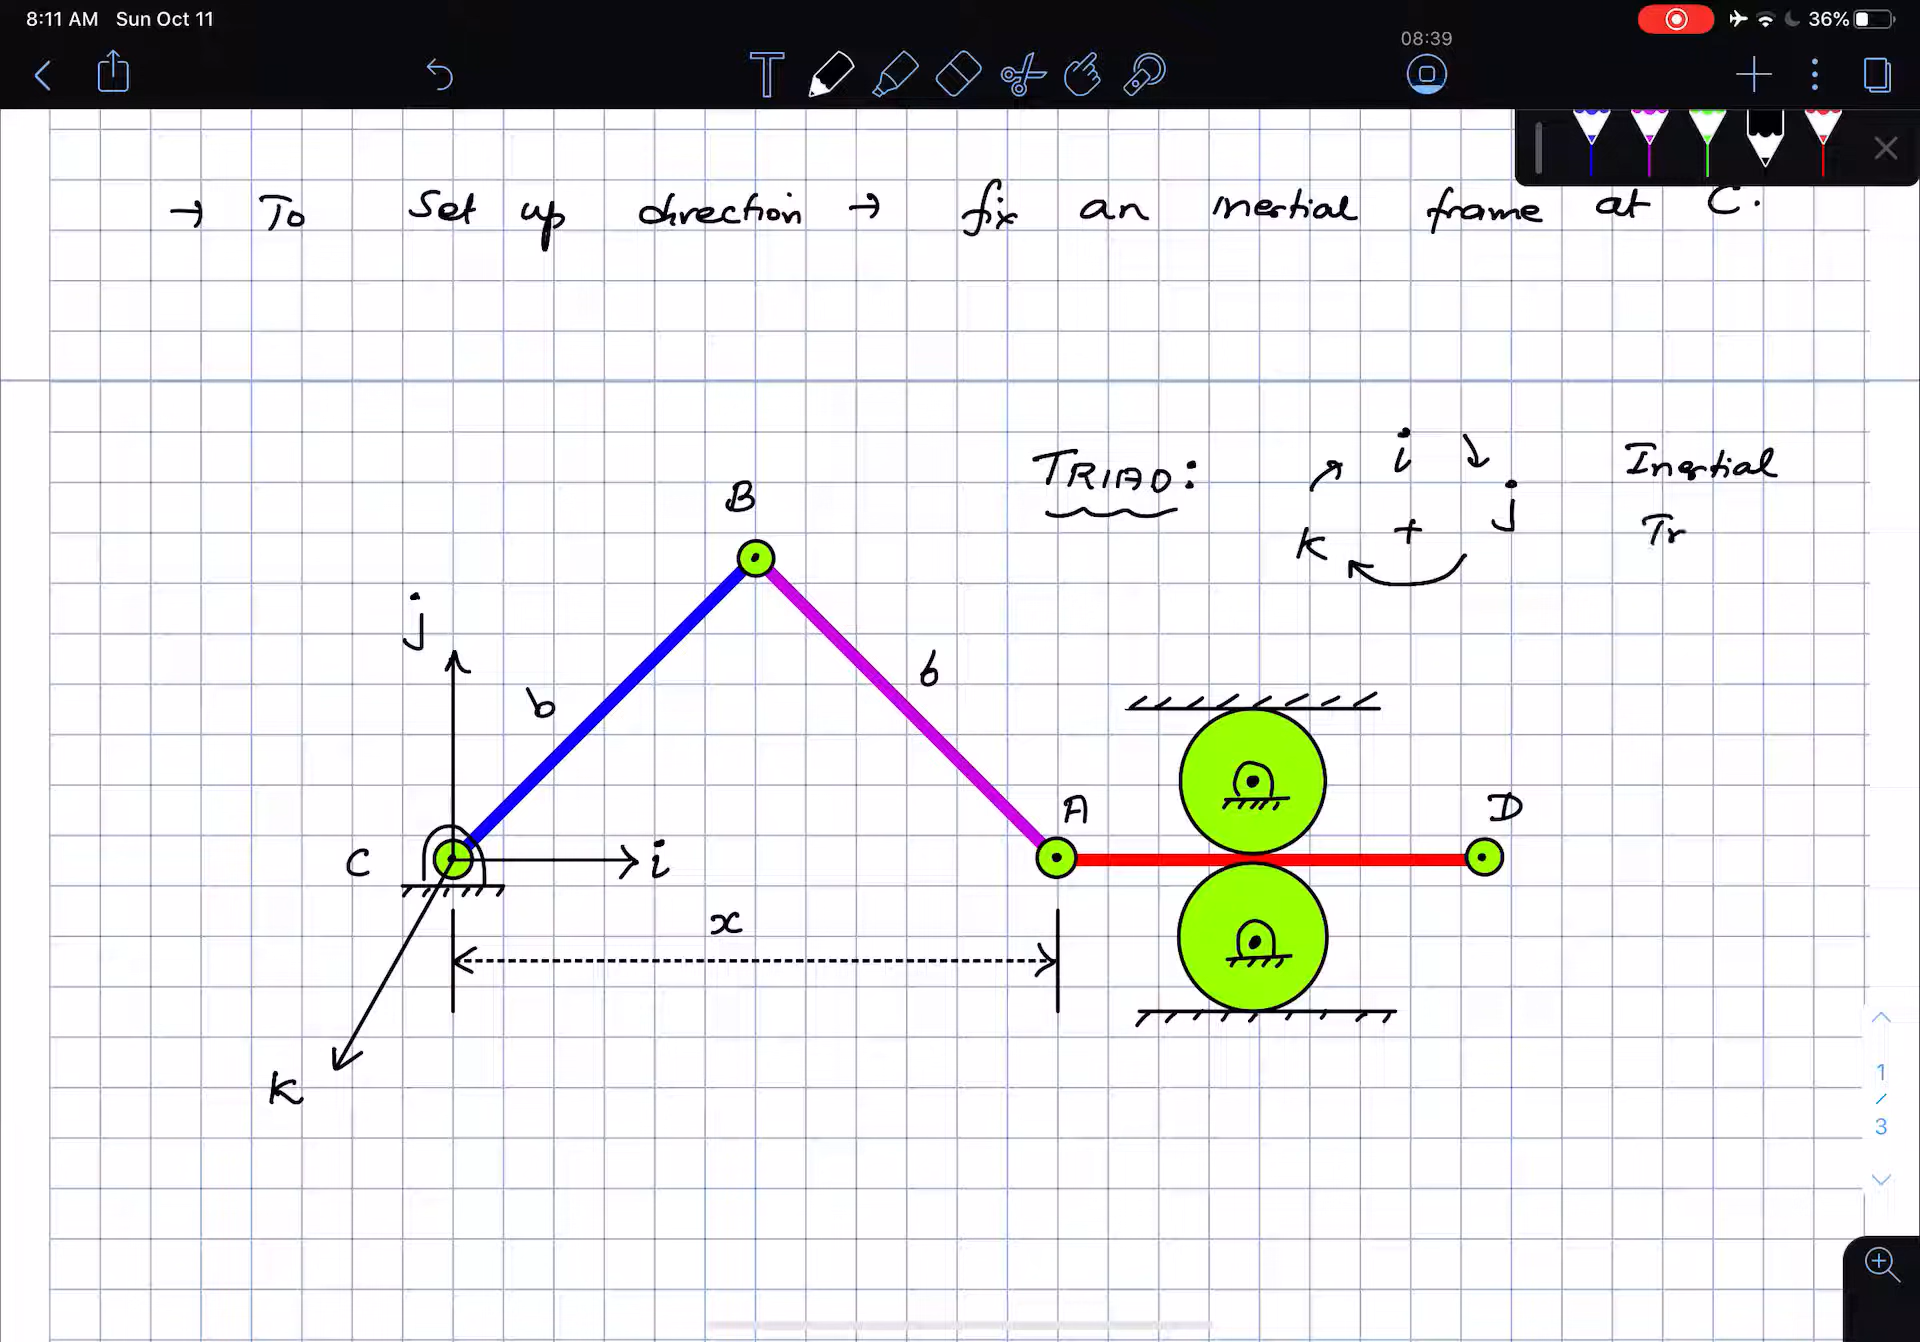 8:11 AM Sun Oct 11
36%
08:39
→ To Set up direction → fix an inertial frame at C.
TRIAD: i Inertial
j
k + Tr
B
j
b
b
A
D
C
i
x
k
1
/
3